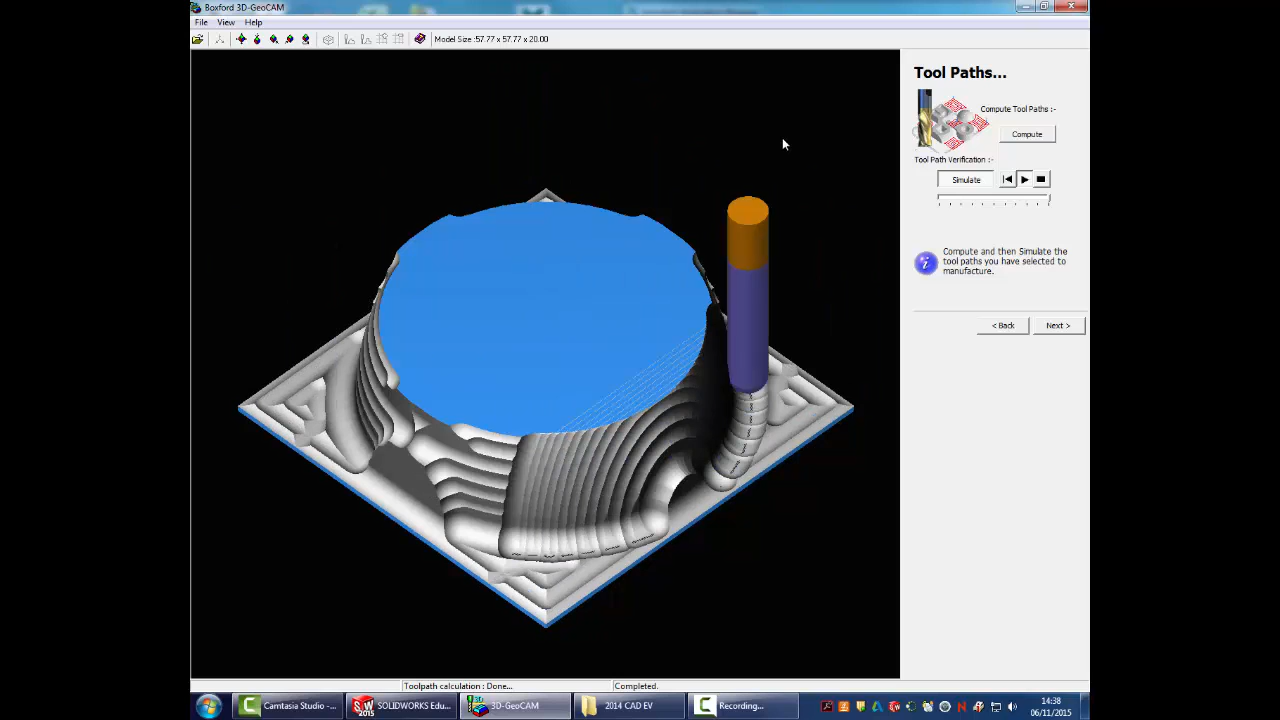 Boxford 3D-GeoCAM
File View Help
Model Size :57.77 x 57.77 x 20.00
Tool Paths...
Compute Tool Paths :-
Compute
Tool Path Verification :-
Simulate
Compute and then Simulate the
tool paths you have selected to
manufacture.
< Back Next >
Toolpath calculation : Done... Completed.
Camtasia Studio -... SOLIDWORKS Edu... 3D-GeoCAM 2014 CAD EV Recording... 14:38
2015 06/11/2015